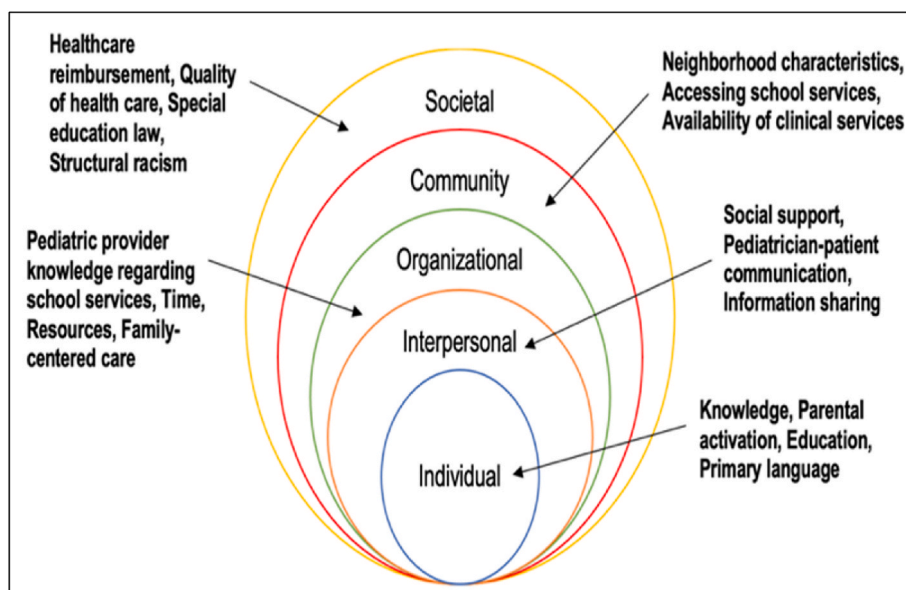 Healthcare
reimbursement, Quality
of health care, Special
education law,
Structural racism
Societal
Neighborhood characteristics,
Accessing school services,
Availability of clinical services
Community
Pediatric provider
knowledge regarding
school services, Time,
Resources, Family-
centered care
Organizational
Social support,
Pediatrician-patient
communication,
Information sharing
Interpersonal
Knowledge, Parental
activation, Education,
Primary language
Individual